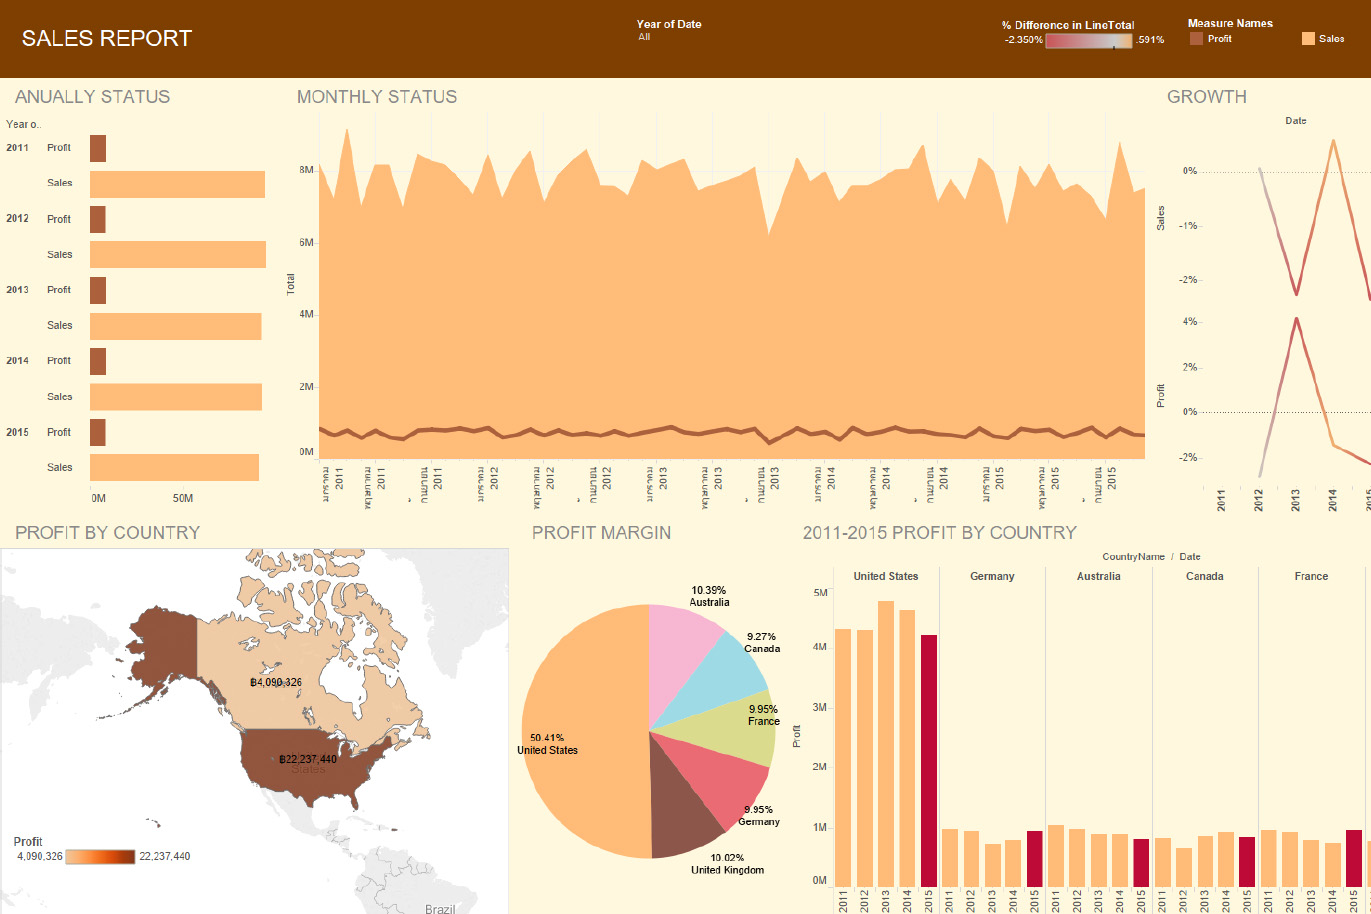 SALES REPORT
Year of Date
All
% Difference in LineTotal
-2.350%
.591%
Measure Names
Profit
Sales
ANUALLY STATUS
Year o..
2011
Profit
Sales
2012
Profit
Sales
2013
Profit
Sales
2014
Profit
Sales
2015
Profit
Sales
0M
50M
MONTHLY STATUS
Total
8M
6M
4M
2M
0M
2011
2011
2011
2012
2012
2012
2013
2013
2013
2014
2014
2014
2015
2015
2015
GROWTH
Date
Sales
0%
-1%
-2%
Profit
4%
2%
0%
-2%
2011
2012
2013
2014
2015
PROFIT BY COUNTRY
฿4,090,326
฿22,237,440
States
Brazil
Profit
4,090,326
22,237,440
PROFIT MARGIN
10.39%
Australia
9.27%
Canada
9.95%
France
9.95%
Germany
10.02%
United Kingdom
50.41%
United States
2011-2015 PROFIT BY COUNTRY
CountryName / Date
United States
Germany
Australia
Canada
France
Profit
5M
4M
3M
2M
1M
0M
2011
2012
2013
2014
2015
2011
2012
2013
2014
2015
2011
2012
2013
2014
2015
2011
2012
2013
2014
2015
2011
2012
2013
2014
2015